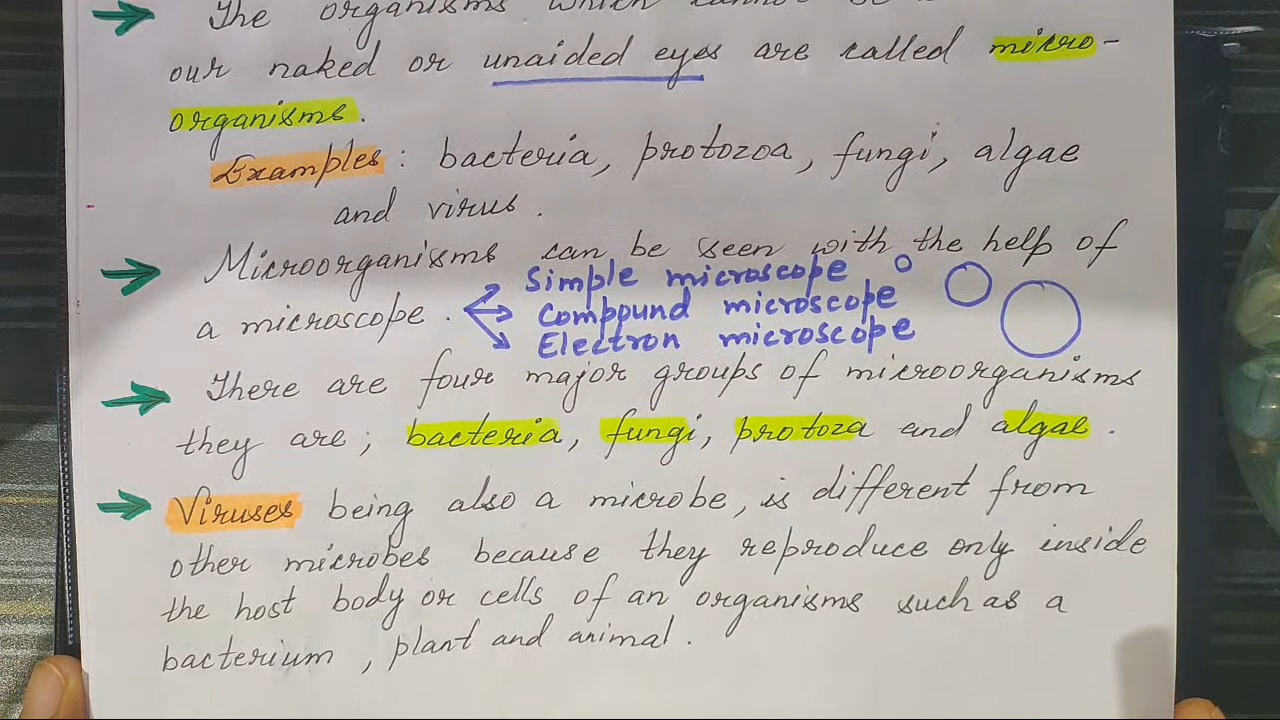 The organisms which cannot be
our naked or unaided eyes are called micro-
organisms.
Examples : bacteria, protozoa, fungi, algae
and virus.
Microorganisms can be seen with the help of
a microscope.
Simple microscope
Compound microscope
Electron microscope
There are four major groups of microorganisms
they are; bacteria, fungi, protoza and algae.
Viruses being also a microbe, is different from
other microbes because they reproduce only inside
the host body or cells of an organisms such as a
bacterium, plant and animal.